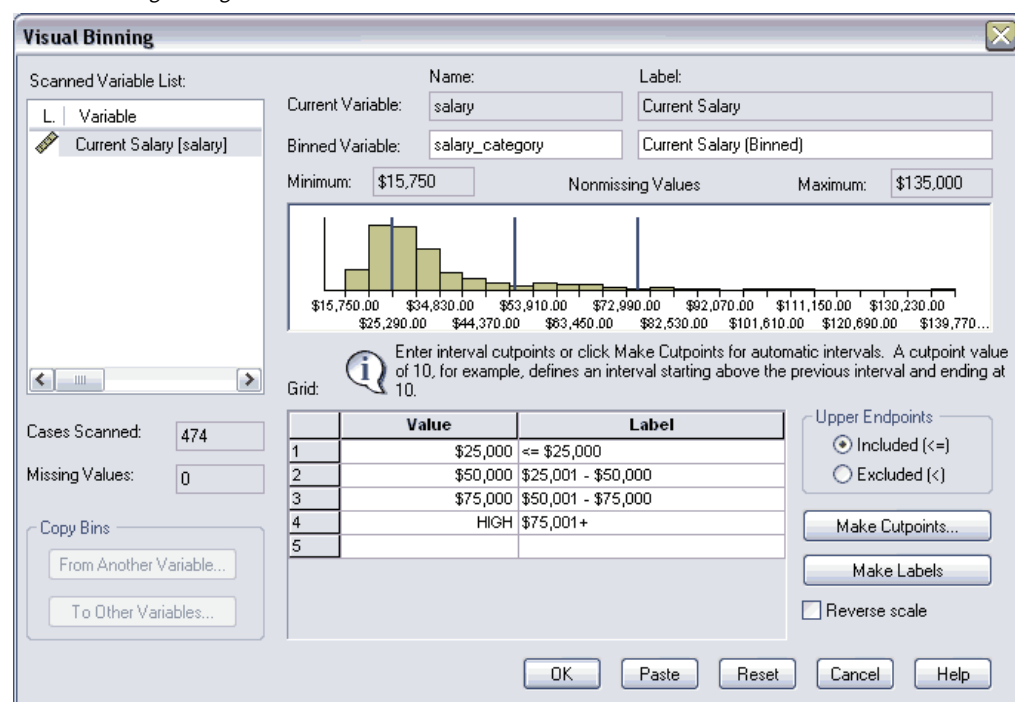 Visual Binning
Scanned Variable List:
L. Variable
Current Salary [salary]
Name: Label:
Current Variable: salary Current Salary
Binned Variable: salary_category Current Salary (Binned)
Minimum: $15,750 Nonmissing Values Maximum: $135,000
$15,750.00 $34,830.00 $53,910.00 $72,990.00 $92,070.00 $111,150.00 $130,230.00
$25,290.00 $44,370.00 $63,450.00 $82,530.00 $101,610.00 $120,690.00 $139,770...
Enter interval cutpoints or click Make Cutpoints for automatic intervals. A cutpoint value
of 10, for example, defines an interval starting above the previous interval and ending at
10.
Grid:
Cases Scanned: 474
Missing Values: 0
Copy Bins
From Another Variable...
To Other Variables...
Value Label
1 $25,000 <= $25,000
2 $50,000 $25,001 - $50,000
3 $75,000 $50,001 - $75,000
4 HIGH $75,001+
5
Upper Endpoints
Included (<=)
Excluded (<)
Make Cutpoints...
Make Labels
Reverse scale
OK Paste Reset Cancel Help